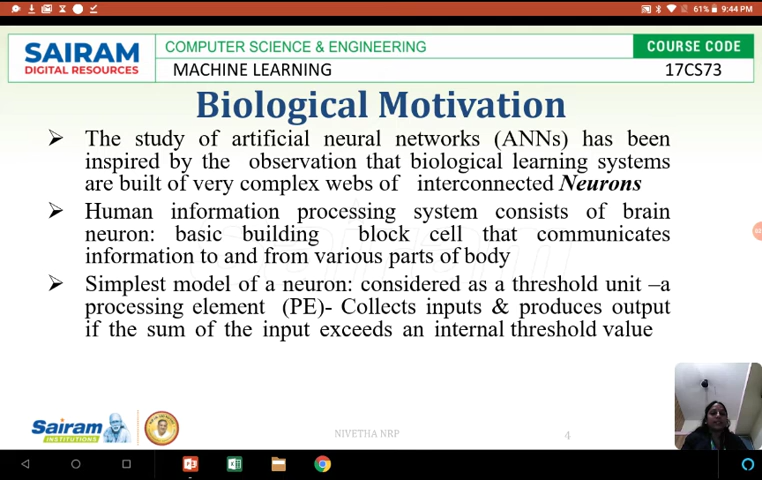 61% 9:44 PM
SAIRAM
DIGITAL RESOURCES
COMPUTER SCIENCE & ENGINEERING
COURSE CODE
MACHINE LEARNING
17CS73
Biological Motivation
➢ The study of artificial neural networks (ANNs) has been
inspired by the observation that biological learning systems
are built of very complex webs of interconnected Neurons
➢ Human information processing system consists of brain
neuron: basic building block cell that communicates
information to and from various parts of body
➢ Simplest model of a neuron: considered as a threshold unit –a
processing element (PE)- Collects inputs & produces output
if the sum of the input exceeds an internal threshold value
Sairam
INSTITUTIONS
NIVETHA NRP
4